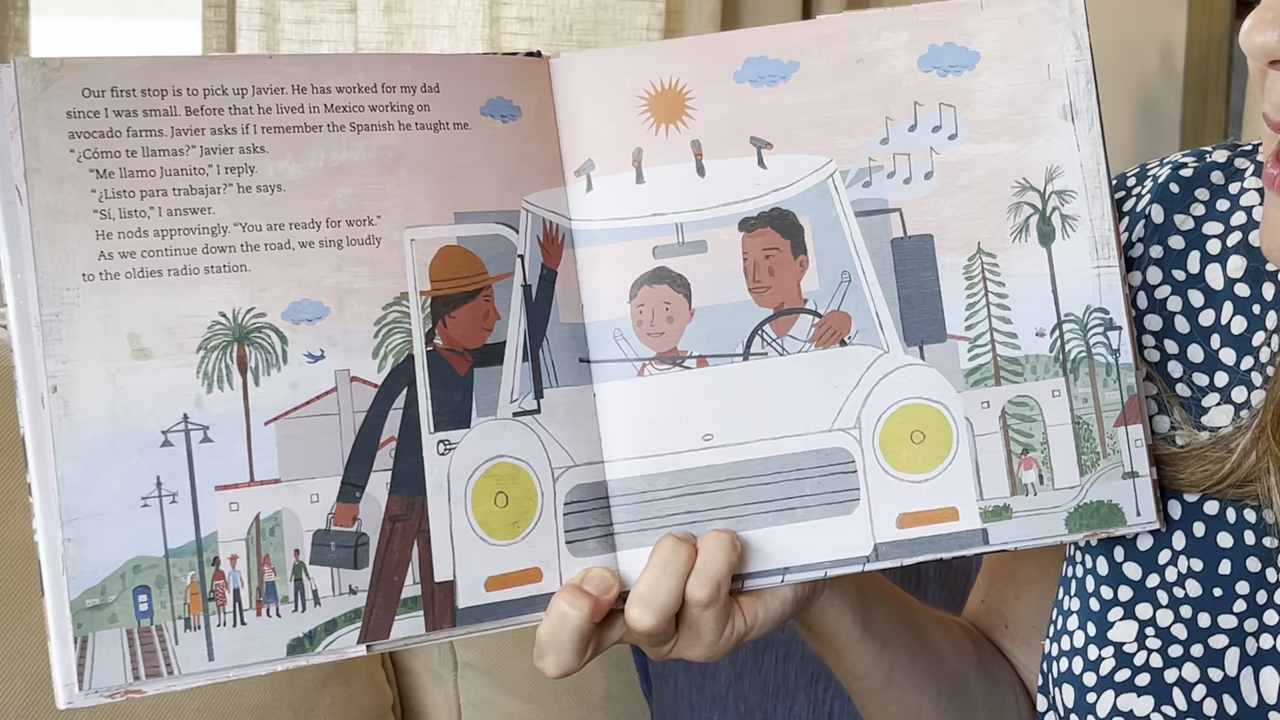 Our first stop is to pick up Javier. He has worked for my dad
since I was small. Before that he lived in Mexico working on
avocado farms. Javier asks if I remember the Spanish he taught me.
“¿Cómo te llamas?” Javier asks.
“Me llamo Juanito,” I reply.
“¿Listo para trabajar?” he says.
“Sí, listo,” I answer.
He nods approvingly. “You are ready for work.”
As we continue down the road, we sing loudly
to the oldies radio station.